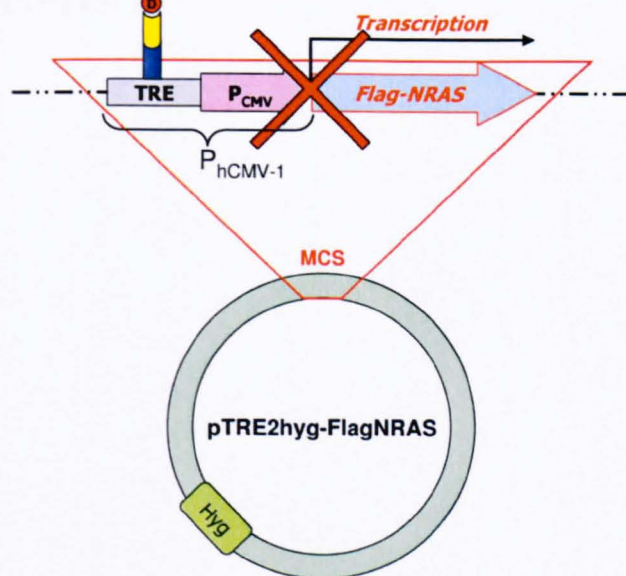 D
Transcription
TRE
PCMV
Flag-NRAS
PhCMV-1
MCS
pTRE2hyg-FlagNRAS
Hyg